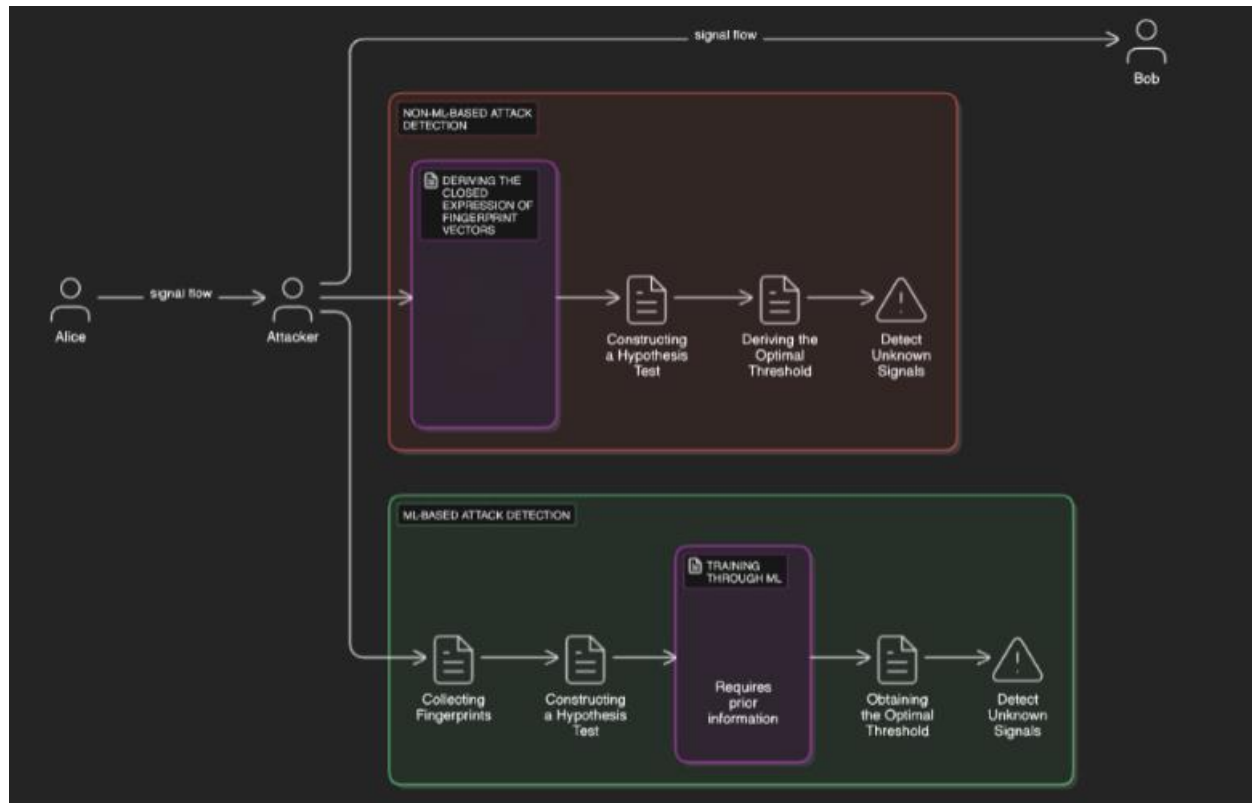 signal flow
Bob
NON-ML-BASED ATTACK
DETECTION
DERIVING THE
CLOSED
EXPRESSION OF
FINGERPRINT
VECTORS
signal flow
Alice
Attacker
Constructing
a Hypothesis
Test
Deriving the
Optimal
Threshold
Detect
Unknown
Signals
ML-BASED ATTACK DETECTION
TRAINING
THROUGH ML
Collecting
Fingerprints
Constructing
a Hypothesis
Test
Requires
prior
information
Obtaining
the Optimal
Threshold
Detect
Unknown
Signals